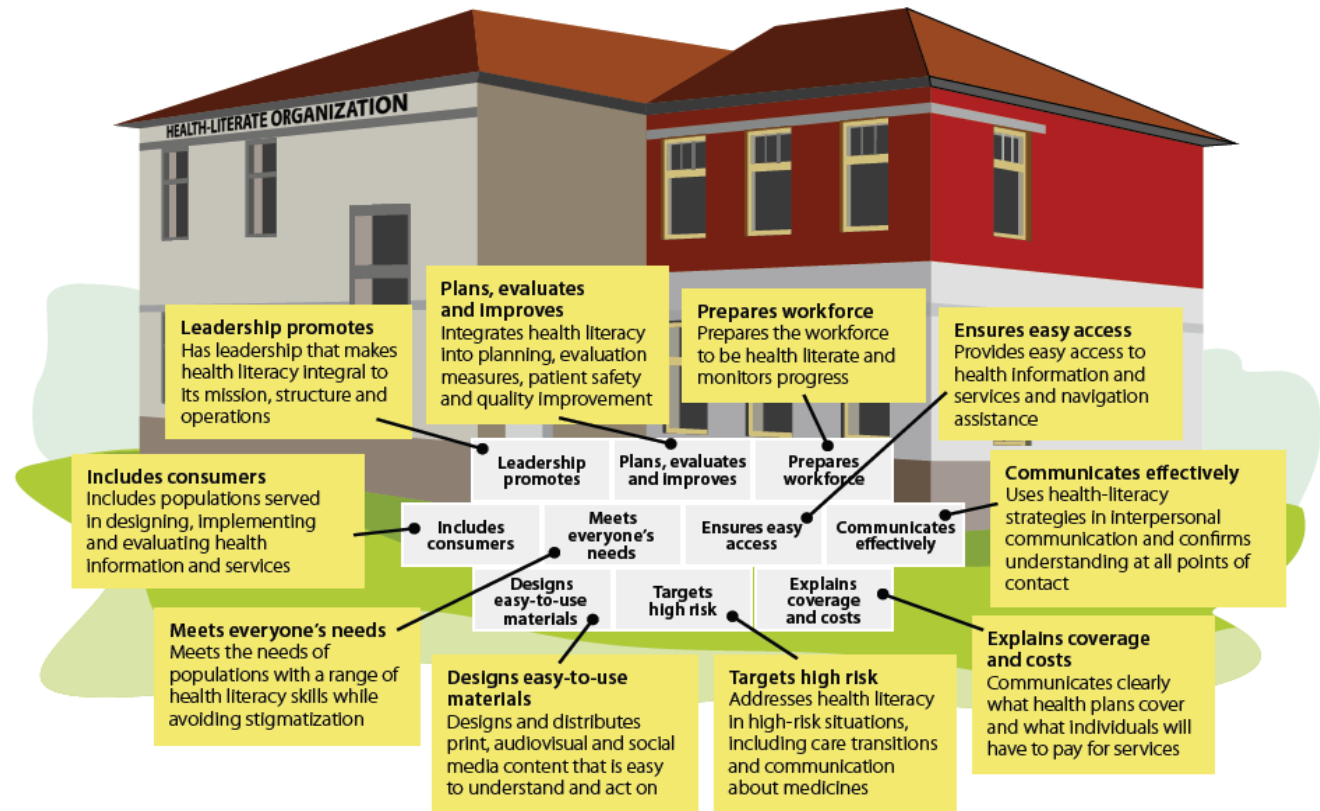 HEALTH-LITERATE ORGANIZATION
Leadership promotes
Has leadership that makes
health literacy integral to
its mission, structure and
operations
Plans, evaluates
and improves
Integrates health literacy
into planning, evaluation
measures, patient safety
and quality improvement
Prepares workforce
Prepares the workforce
to be health literate and
monitors progress
Ensures easy access
Provides easy access to
health information and
services and navigation
assistance
Includes consumers
Includes populations served
in designing, implementing
and evaluating health
information and services
Leadership
promotes
Plans, evaluates
and improves
Prepares
workforce
Includes
consumers
Meets
everyone's
needs
Ensures easy
access
Communicates
effectively
Designs
easy-to-use
materials
Targets
high risk
Explains
coverage
and costs
Communicates effectively
Uses health-literacy
strategies in interpersonal
communication and confirms
understanding at all points of
contact
Meets everyone's needs
Meets the needs of
populations with a range of
health literacy skills while
avoiding stigmatization
Designs easy-to-use
materials
Designs and distributes
print, audiovisual and social
media content that is easy
to understand and act on
Targets high risk
Addresses health literacy
in high-risk situations,
including care transitions
and communication
about medicines
Explains coverage
and costs
Communicates clearly
what health plans cover
and what individuals will
have to pay for services